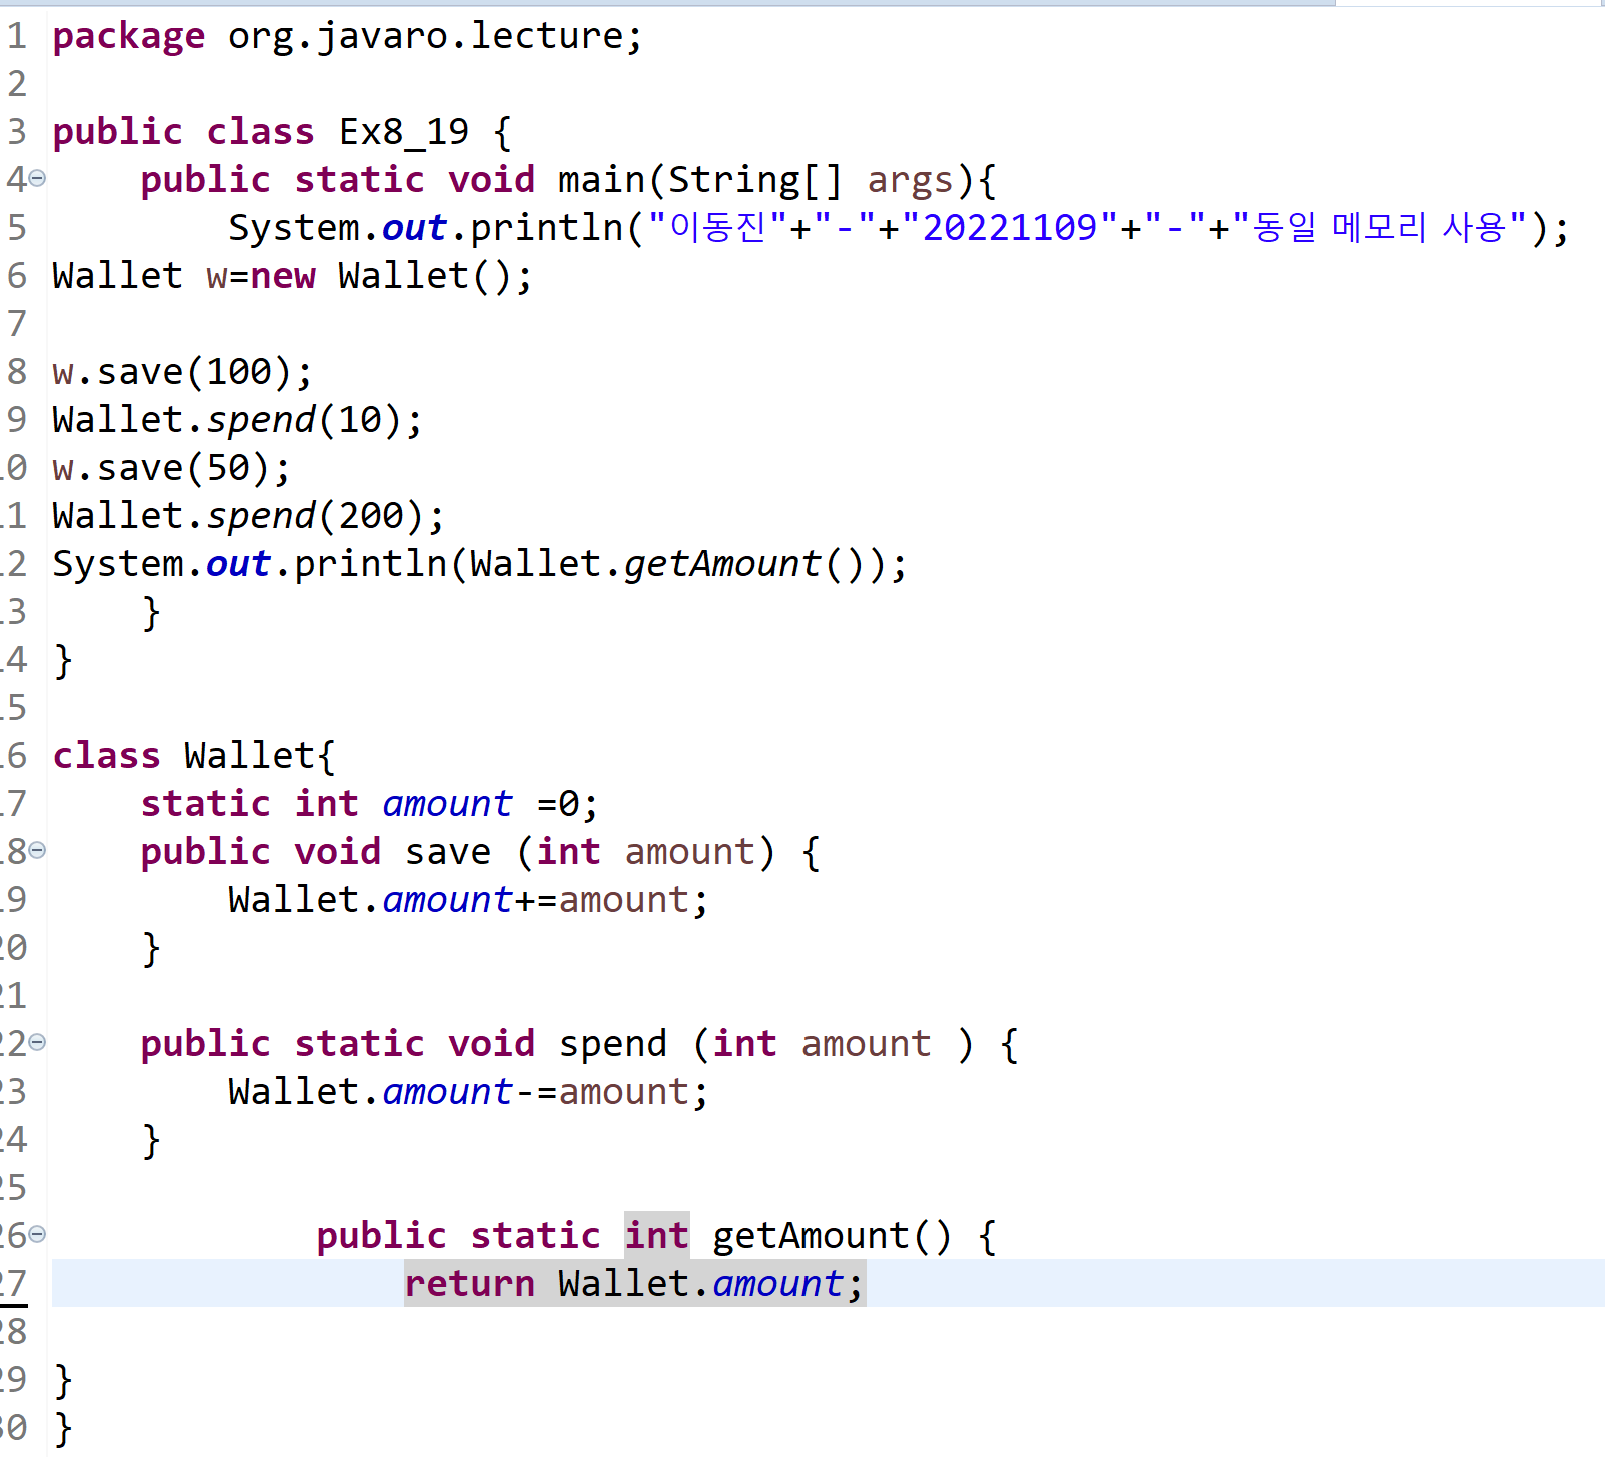 1 package org.javaro.lecture;
2
3 public class Ex8_19 {
4 public static void main(String[] args){
5 System.out.println("이동진"+"-"+"20221109"+"-"+"동일 메모리 사용");
6 Wallet w=new Wallet();
7
8 w.save(100);
9 Wallet.spend(10);
10 w.save(50);
11 Wallet.spend(200);
12 System.out.println(Wallet.getAmount());
13 }
14 }
15
16 class Wallet{
17 static int amount =0;
18 public void save (int amount) {
19 Wallet.amount+=amount;
20 }
21
22 public static void spend (int amount ) {
23 Wallet.amount-=amount;
24 }
25
26 public static int getAmount() {
27 return Wallet.amount;
28
29 }
30 }